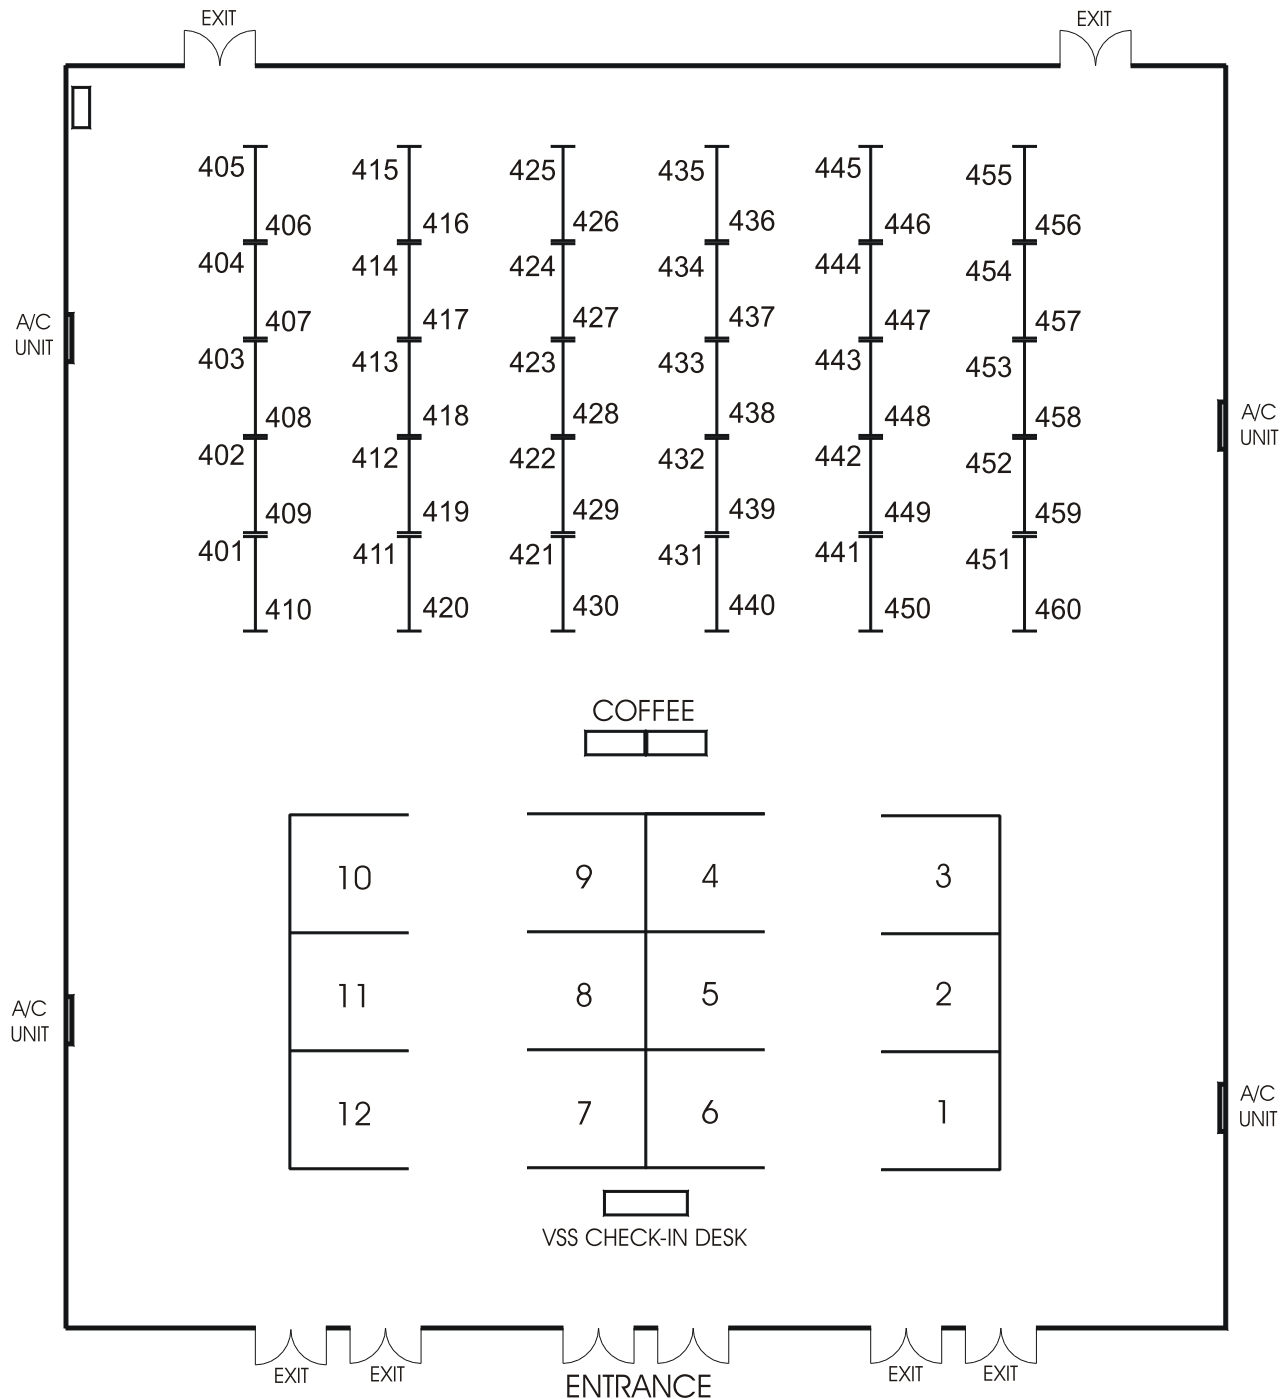 EXIT
EXIT
405 415 425 435 445 455
406 416 426 436 446 456
404 414 424 434 444 454
407 417 427 437 447 457
A/C
UNIT
403 413 423 433 443 453
408 418 428 438 448 458
A/C
UNIT
402 412 422 432 442 452
409 419 429 439 449 459
401 411 421 431 441 451
410 420 430 440 450 460
COFFEE
10 9 4 3
11 8 5 2
A/C
UNIT
12 7 6 1
A/C
UNIT
VSS CHECK-IN DESK
EXIT EXIT EXIT EXIT
ENTRANCE